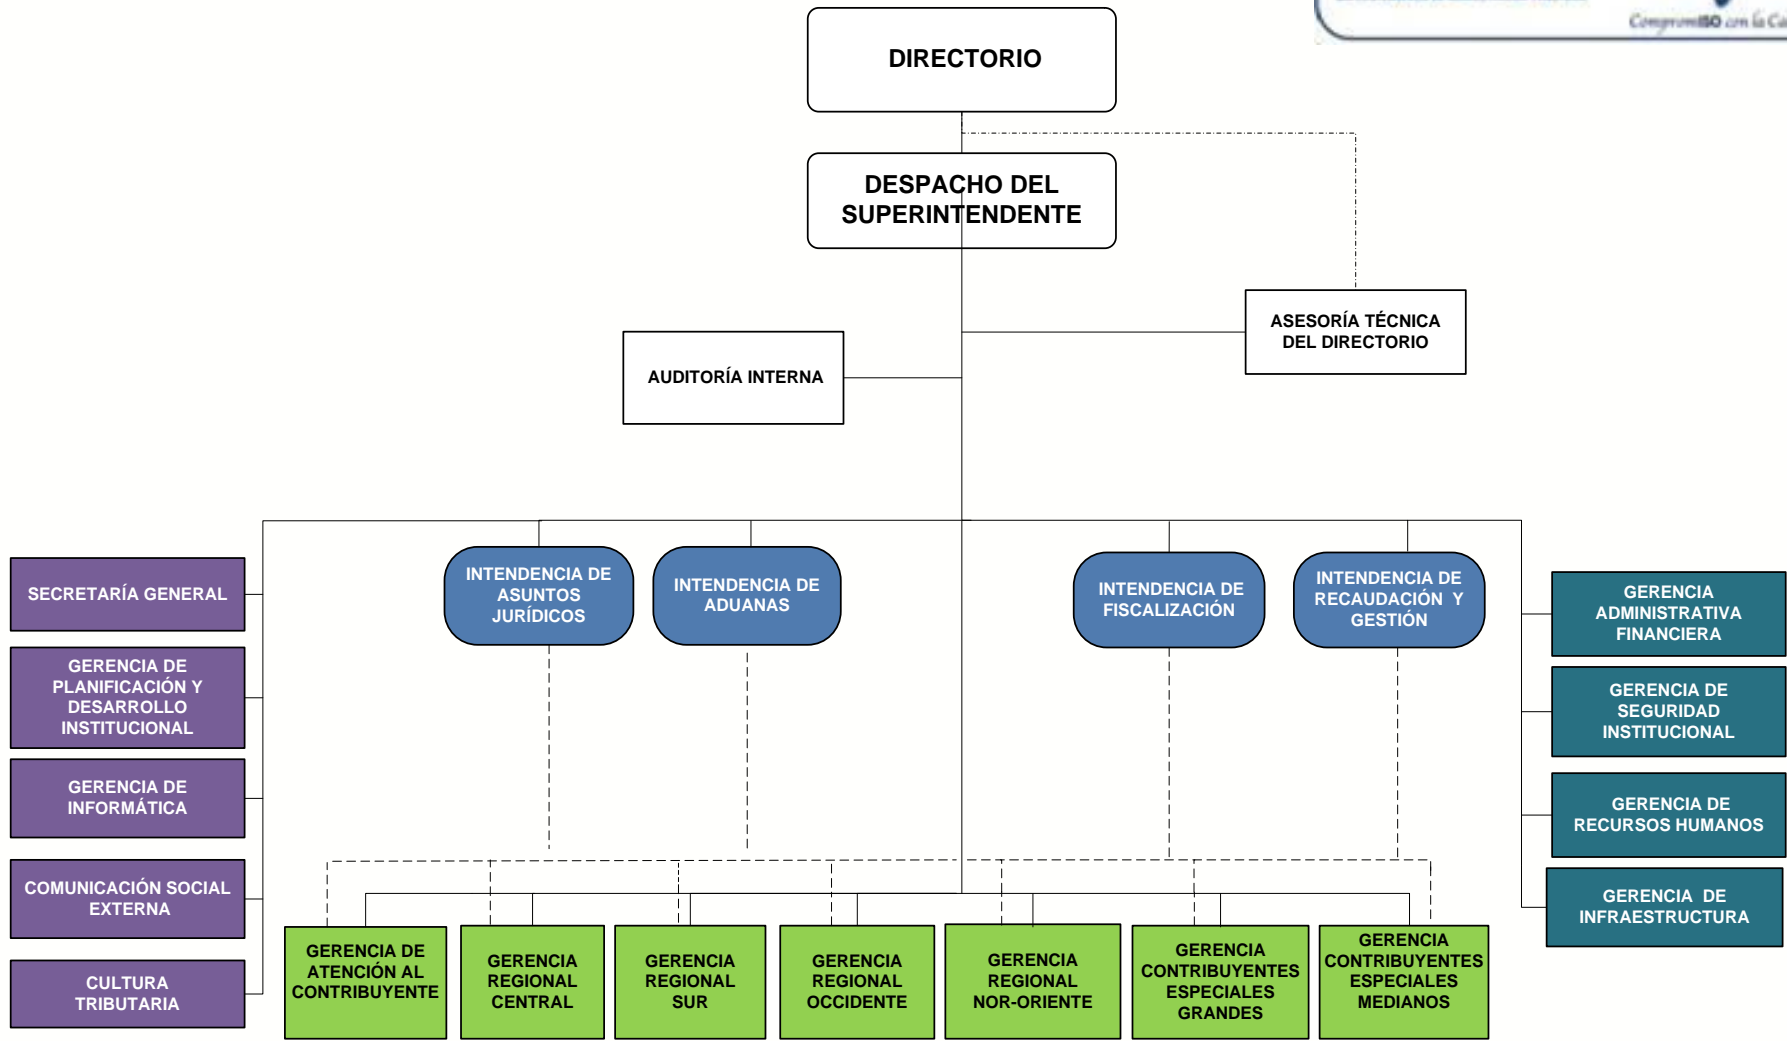 CompromISO con la
DIRECTORIO
DESPACHO DEL
SUPERINTENDENTE
ASESORÍA TÉCNICA
DEL DIRECTORIO
AUDITORÍA INTERNA
INTENDENCIA DE
ASUNTOS
JURÍDICOS
INTENDENCIA DE
ADUANAS
INTENDENCIA DE
FISCALIZACIÓN
INTENDENCIA DE
RECAUDACIÓN Y
GESTIÓN
SECRETARÍA GENERAL
GERENCIA DE
PLANIFICACIÓN Y
DESARROLLO
INSTITUCIONAL
GERENCIA DE
INFORMÁTICA
COMUNICACIÓN SOCIAL
EXTERNA
CULTURA
TRIBUTARIA
GERENCIA
ADMINISTRATIVA
FINANCIERA
GERENCIA DE
SEGURIDAD
INSTITUCIONAL
GERENCIA DE
RECURSOS HUMANOS
GERENCIA DE
INFRAESTRUCTURA
GERENCIA DE
ATENCIÓN AL
CONTRIBUYENTE
GERENCIA
REGIONAL
CENTRAL
GERENCIA
REGIONAL
SUR
GERENCIA
REGIONAL
OCCIDENTE
GERENCIA
REGIONAL
NOR-ORIENTE
GERENCIA
CONTRIBUYENTES
ESPECIALES
GRANDES
GERENCIA
CONTRIBUYENTES
ESPECIALES
MEDIANOS